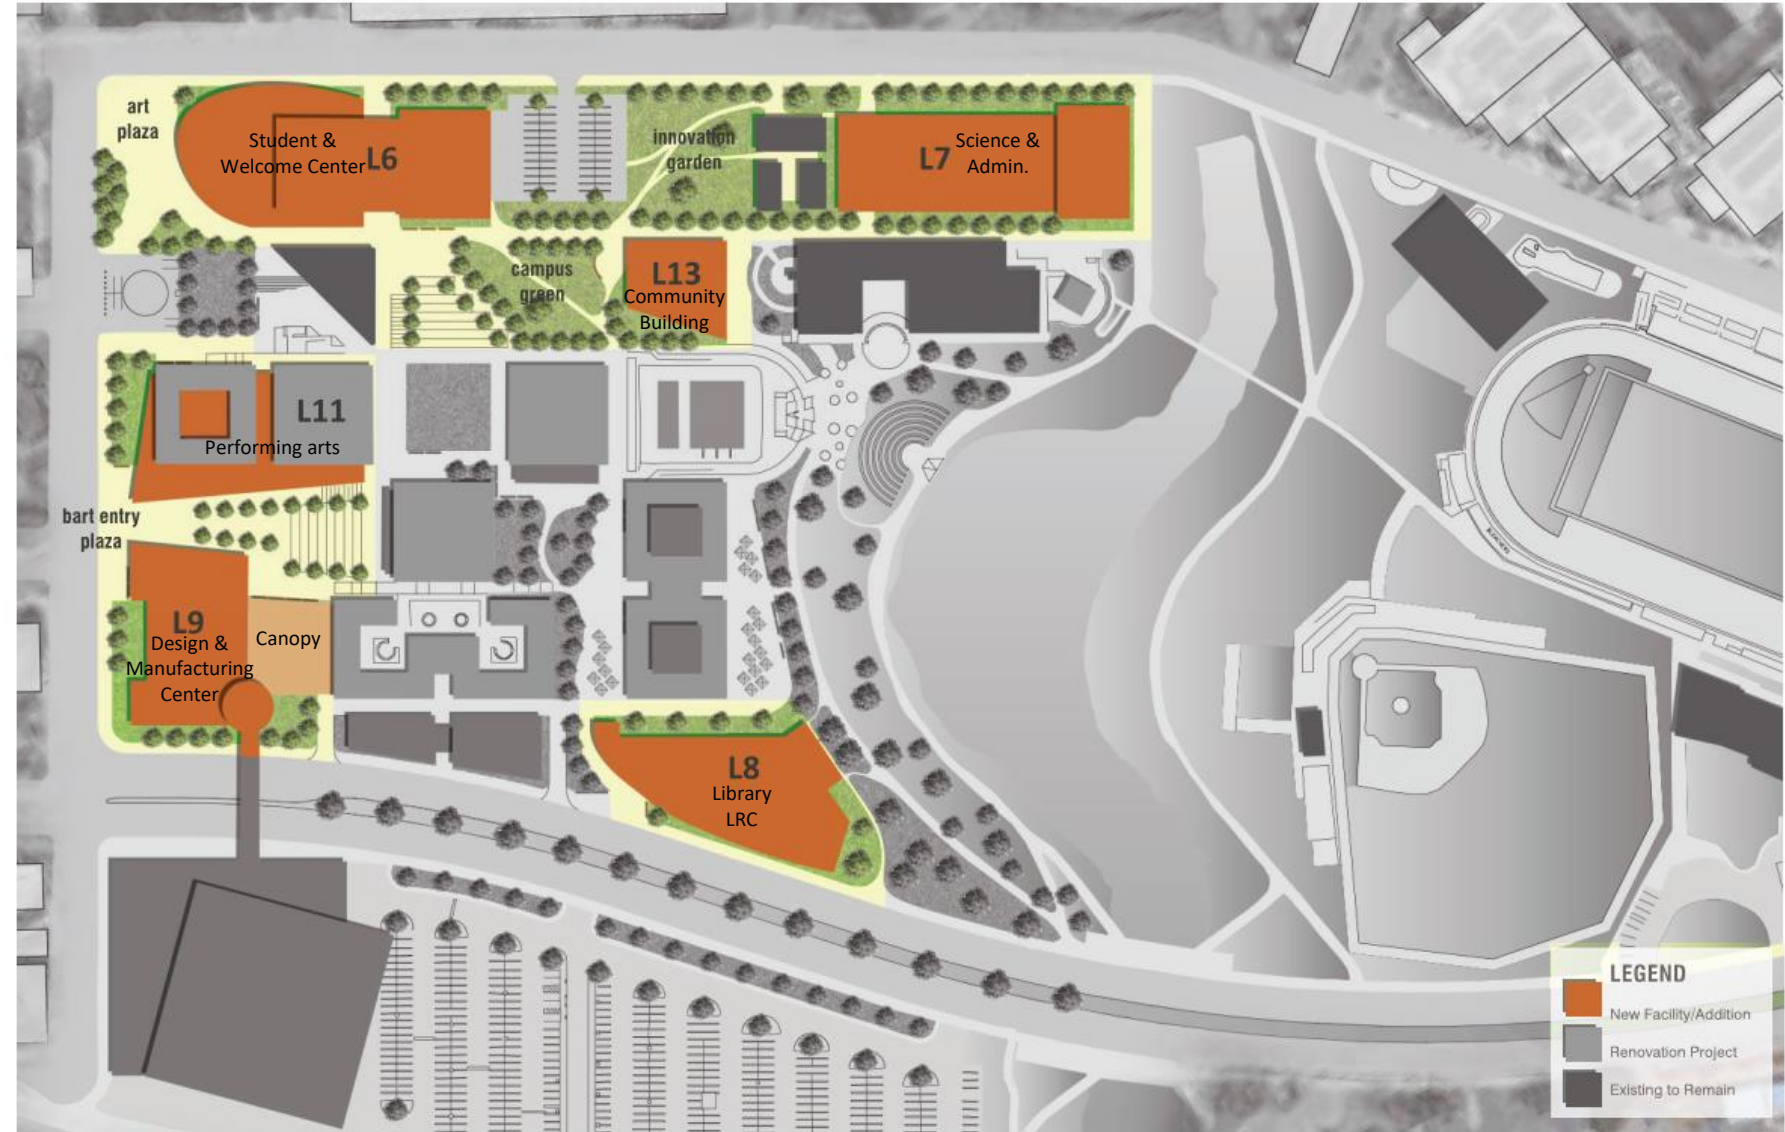 art
plaza
Student &
Welcome Center
L6
innovation
garden
L7
Science &
Admin.
campus
green
L13
Community
Building
L11
Performing arts
bart entry
plaza
L9
Design &
Manufacturing
Center
Canopy
L8
Library
LRC
LEGEND
New Facility/Addition
Renovation Project
Existing to Remain